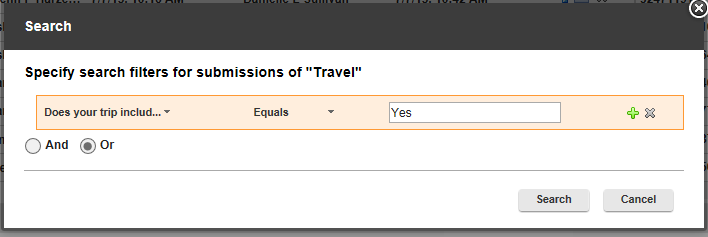 Search
Specify search filters for submissions of "Travel"
Does your trip includ... Equals Yes
And Or
Search Cancel